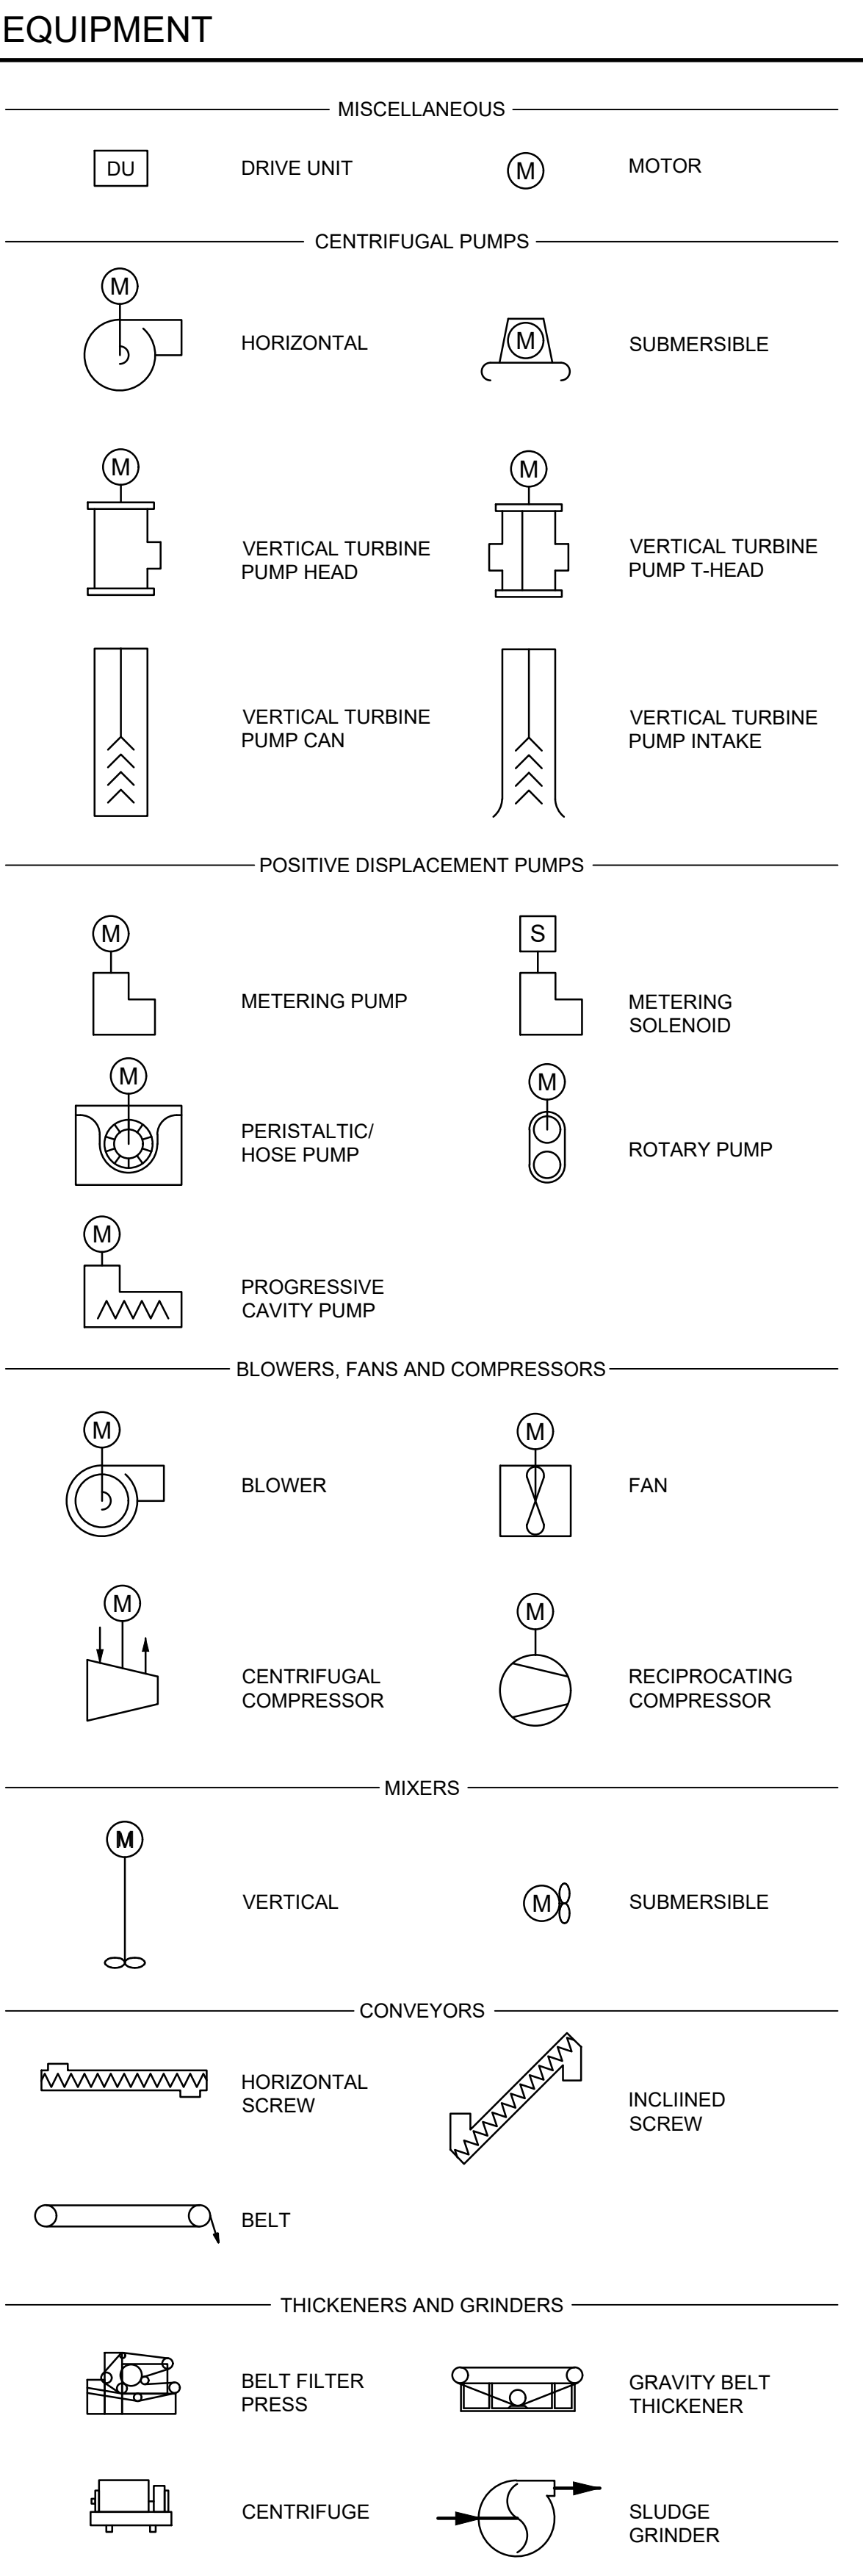 EQUIPMENT
MISCELLANEOUS
DU
DRIVE UNIT
M
MOTOR
CENTRIFUGAL PUMPS
M
HORIZONTAL
M
SUBMERSIBLE
M
VERTICAL TURBINE
PUMP HEAD
M
VERTICAL TURBINE
PUMP T-HEAD
VERTICAL TURBINE
PUMP CAN
VERTICAL TURBINE
PUMP INTAKE
POSITIVE DISPLACEMENT PUMPS
M
METERING PUMP
S
METERING
SOLENOID
M
PERISTALTIC/
HOSE PUMP
M
ROTARY PUMP
M
PROGRESSIVE
CAVITY PUMP
BLOWERS, FANS AND COMPRESSORS
M
BLOWER
M
FAN
M
CENTRIFUGAL
COMPRESSOR
M
RECIPROCATING
COMPRESSOR
MIXERS
M
VERTICAL
M
SUBMERSIBLE
CONVEYORS
HORIZONTAL
SCREW
INCLIINED
SCREW
BELT
THICKENERS AND GRINDERS
BELT FILTER
PRESS
GRAVITY BELT
THICKENER
CENTRIFUGE
SLUDGE
GRINDER